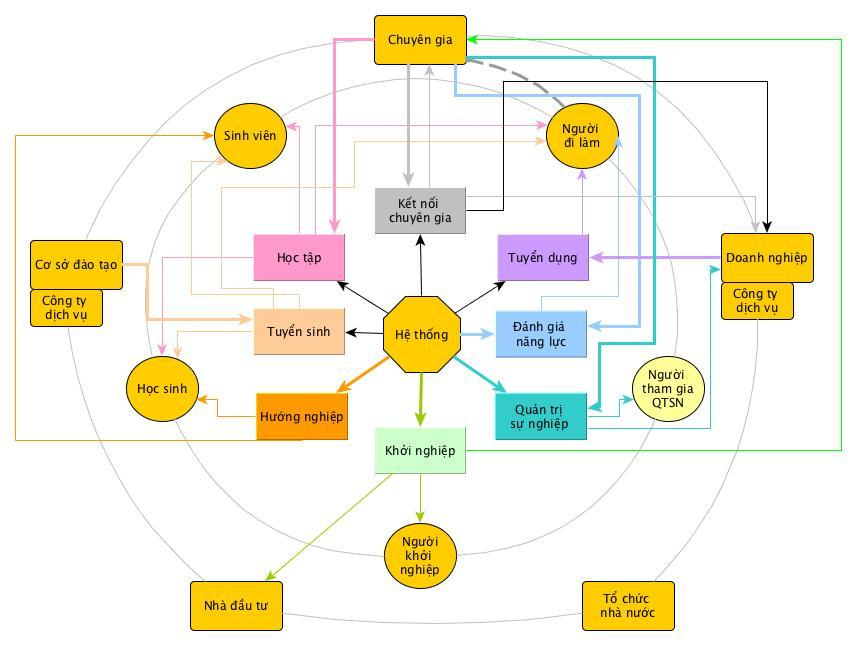 Chuyên gia
Sinh viên
Người
đi làm
Kết nối
chuyên gia
Học tập
Tuyển dụng
Cơ sở đào tạo
Công ty
dịch vụ
Doanh nghiệp
Công ty
dịch vụ
Tuyển sinh
Hệ thống
Đánh giá
năng lực
Học sinh
Người
tham gia
QTSN
Hướng nghiệp
Quản trị
sự nghiệp
Khởi nghiệp
Người
khởi
nghiệp
Nhà đầu tư
Tổ chức
nhà nước